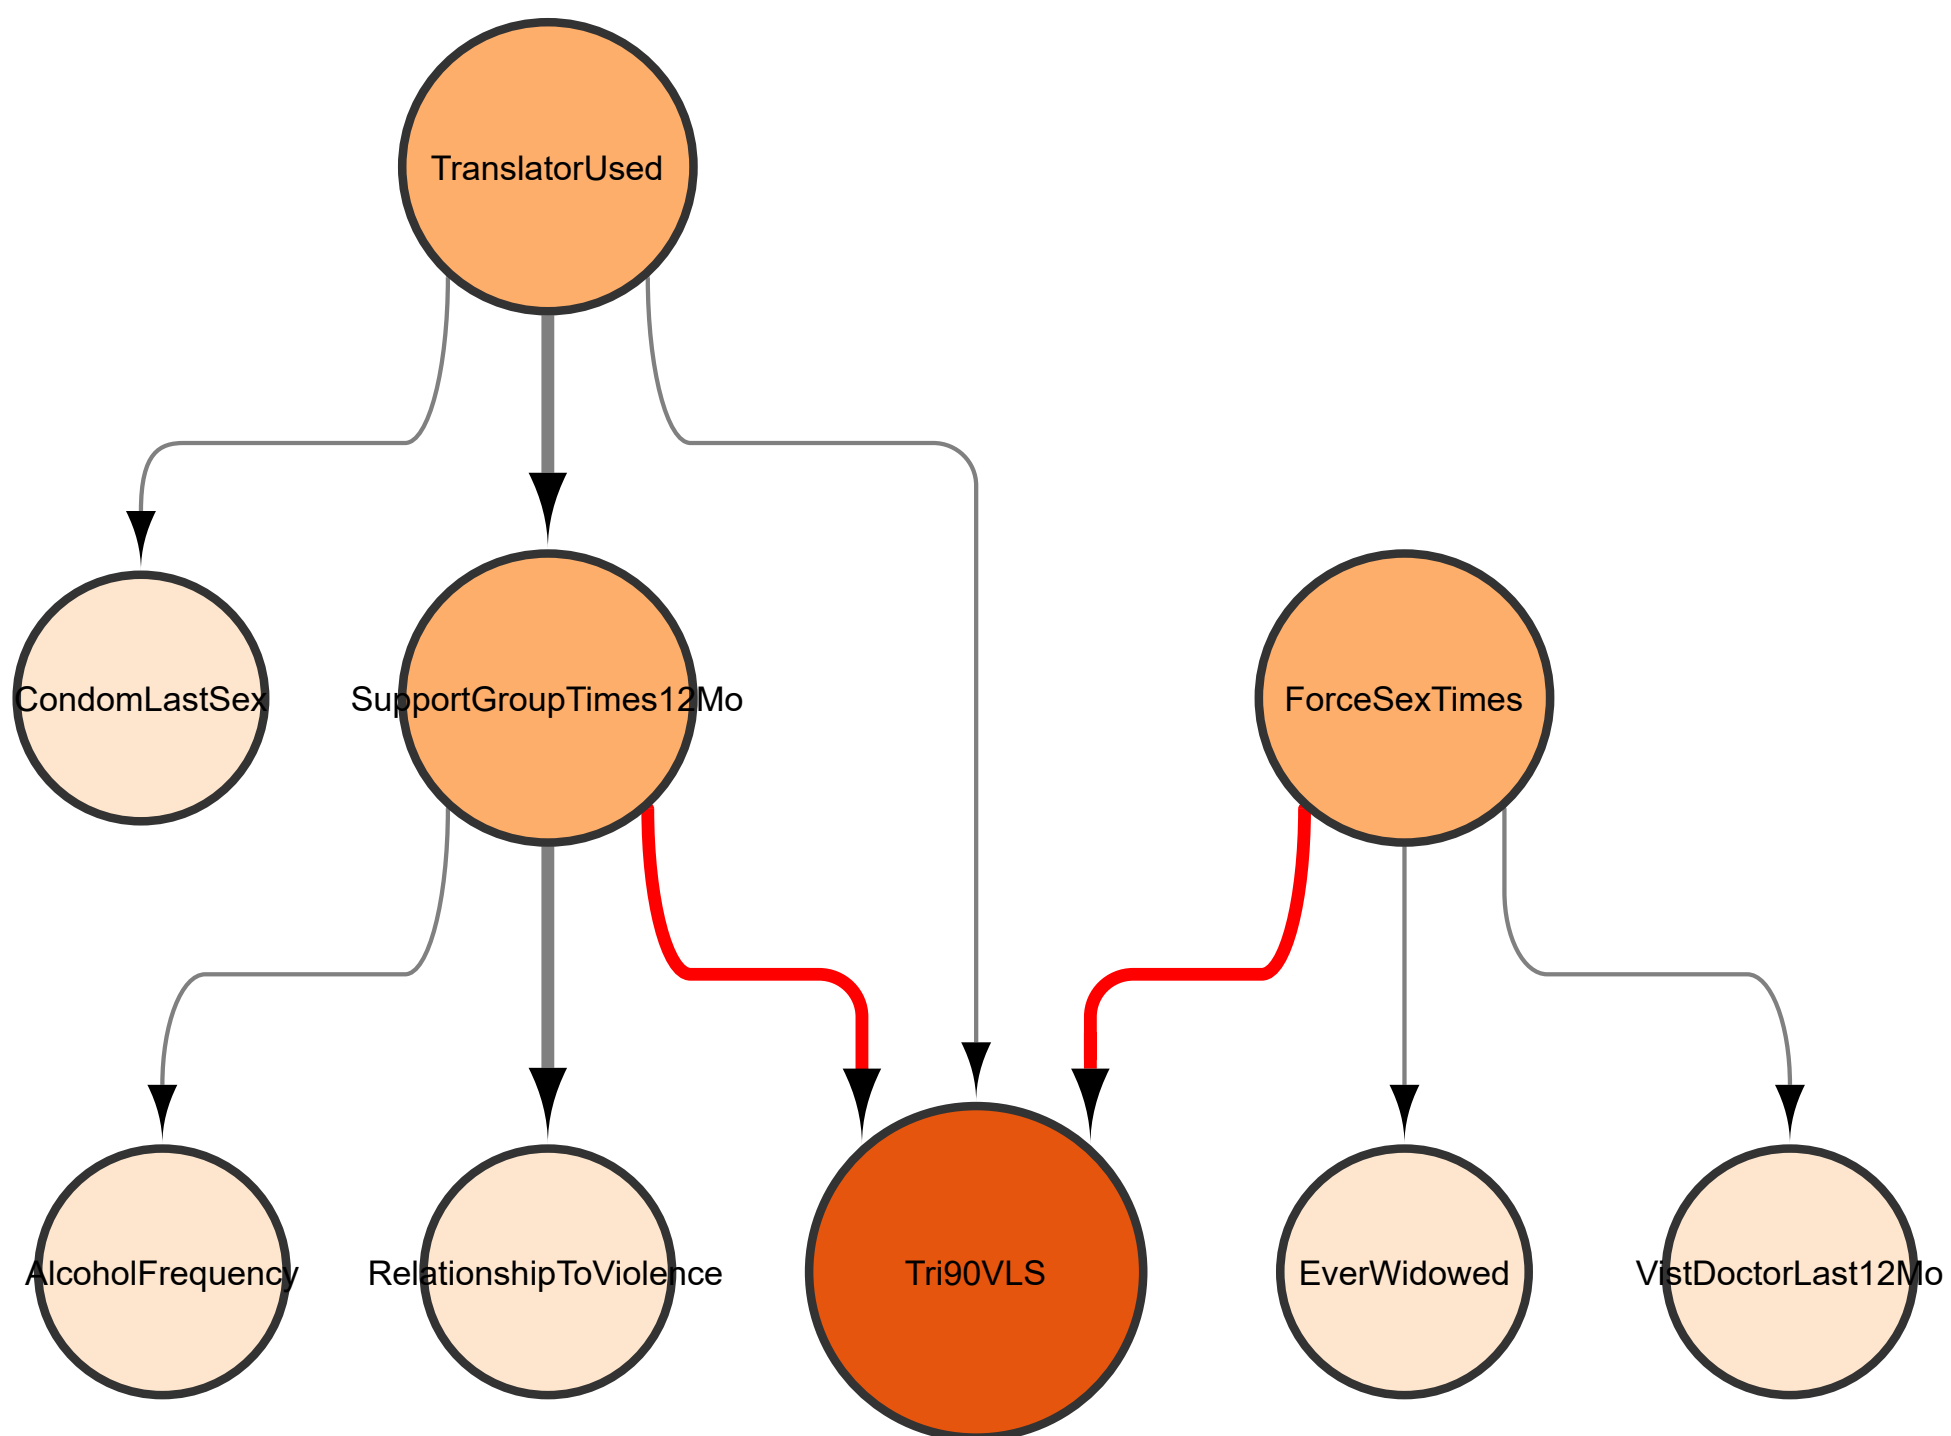 TranslatorUsed
CondomLastSex
SupportGroupTimes12Mo
ForceSexTimes
AlcoholFrequency
RelationshipToViolence
Tri90VLS
EverWidowed
VistDoctorLast12Mo